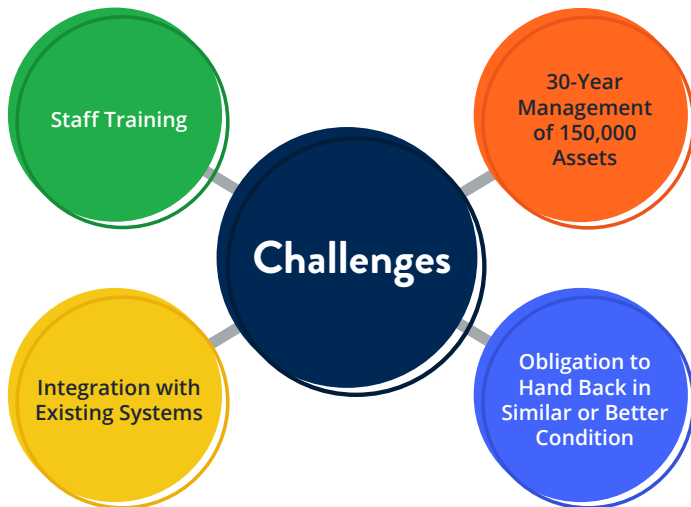 Staff Training
30-Year
Management
of 150,000
Assets
Challenges
Integration with
Existing Systems
Obligation to
Hand Back in
Similar or Better
Condition